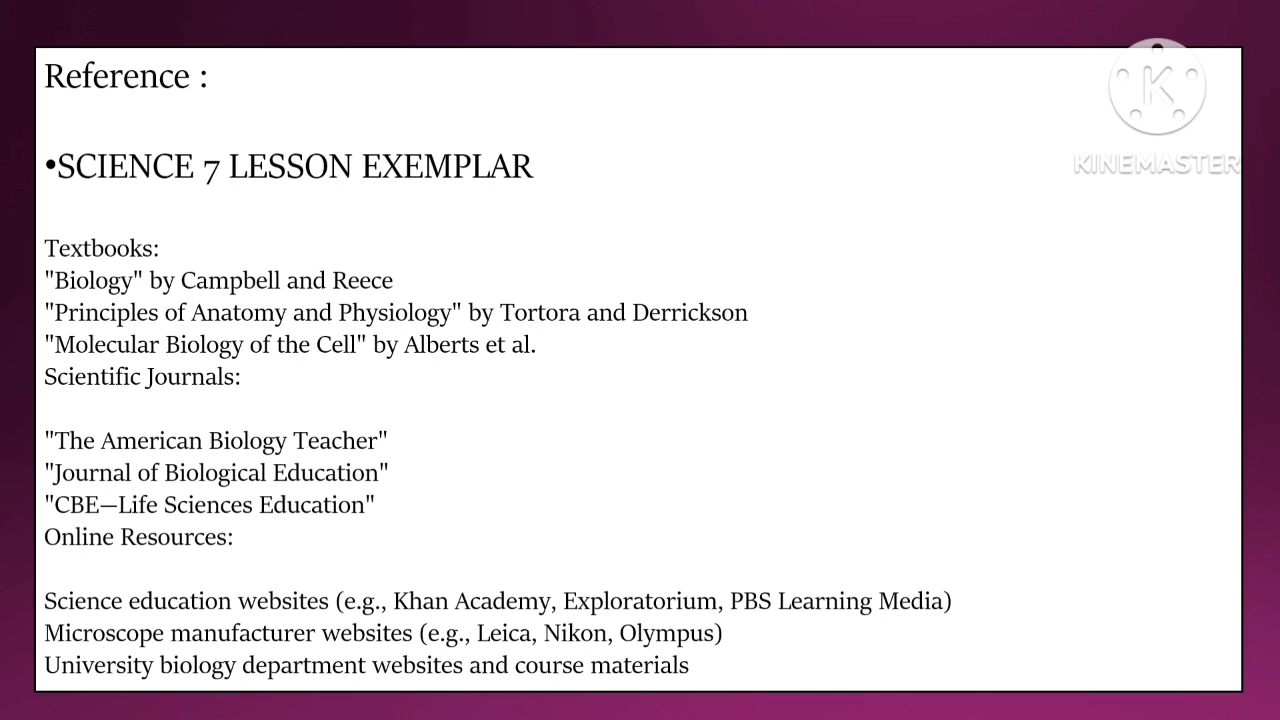 Reference :
•SCIENCE 7 LESSON EXEMPLAR
Textbooks:
"Biology" by Campbell and Reece
"Principles of Anatomy and Physiology" by Tortora and Derrickson
"Molecular Biology of the Cell" by Alberts et al.
Scientific Journals:
"The American Biology Teacher"
"Journal of Biological Education"
"CBE—Life Sciences Education"
Online Resources:
Science education websites (e.g., Khan Academy, Exploratorium, PBS Learning Media)
Microscope manufacturer websites (e.g., Leica, Nikon, Olympus)
University biology department websites and course materials
K
KINEMASTER